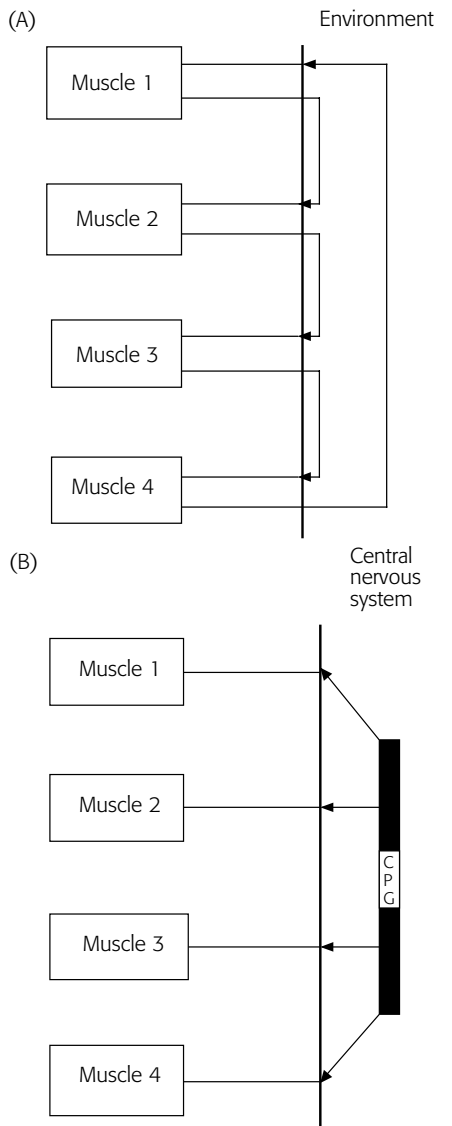 (A)
Environment
Muscle 1
Muscle 2
Muscle 3
Muscle 4
(B)
Central
nervous
system
Muscle 1
Muscle 2
C
P
G
Muscle 3
Muscle 4